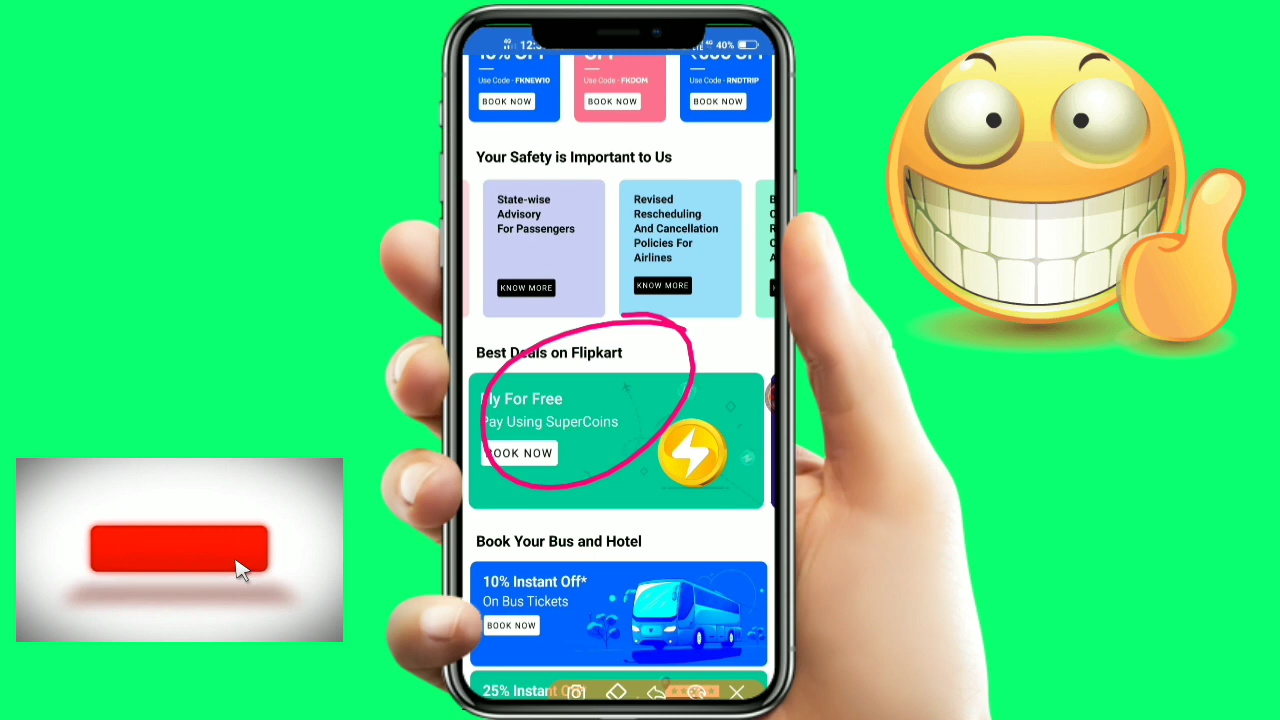 40%
Use Code - FKNEW10
Use Code - FKDOM
Use Code - RNDTRIP
BOOK NOW
BOOK NOW
BOOK NOW
Your Safety is Important to Us
State-wise
Advisory
For Passengers
KNOW MORE
Revised
Rescheduling
And Cancellation
Policies For
Airlines
KNOW MORE
Best Deals on Flipkart
Fly For Free
Pay Using SuperCoins
BOOK NOW
Book Your Bus and Hotel
10% Instant Off*
On Bus Tickets
BOOK NOW
25% Instant